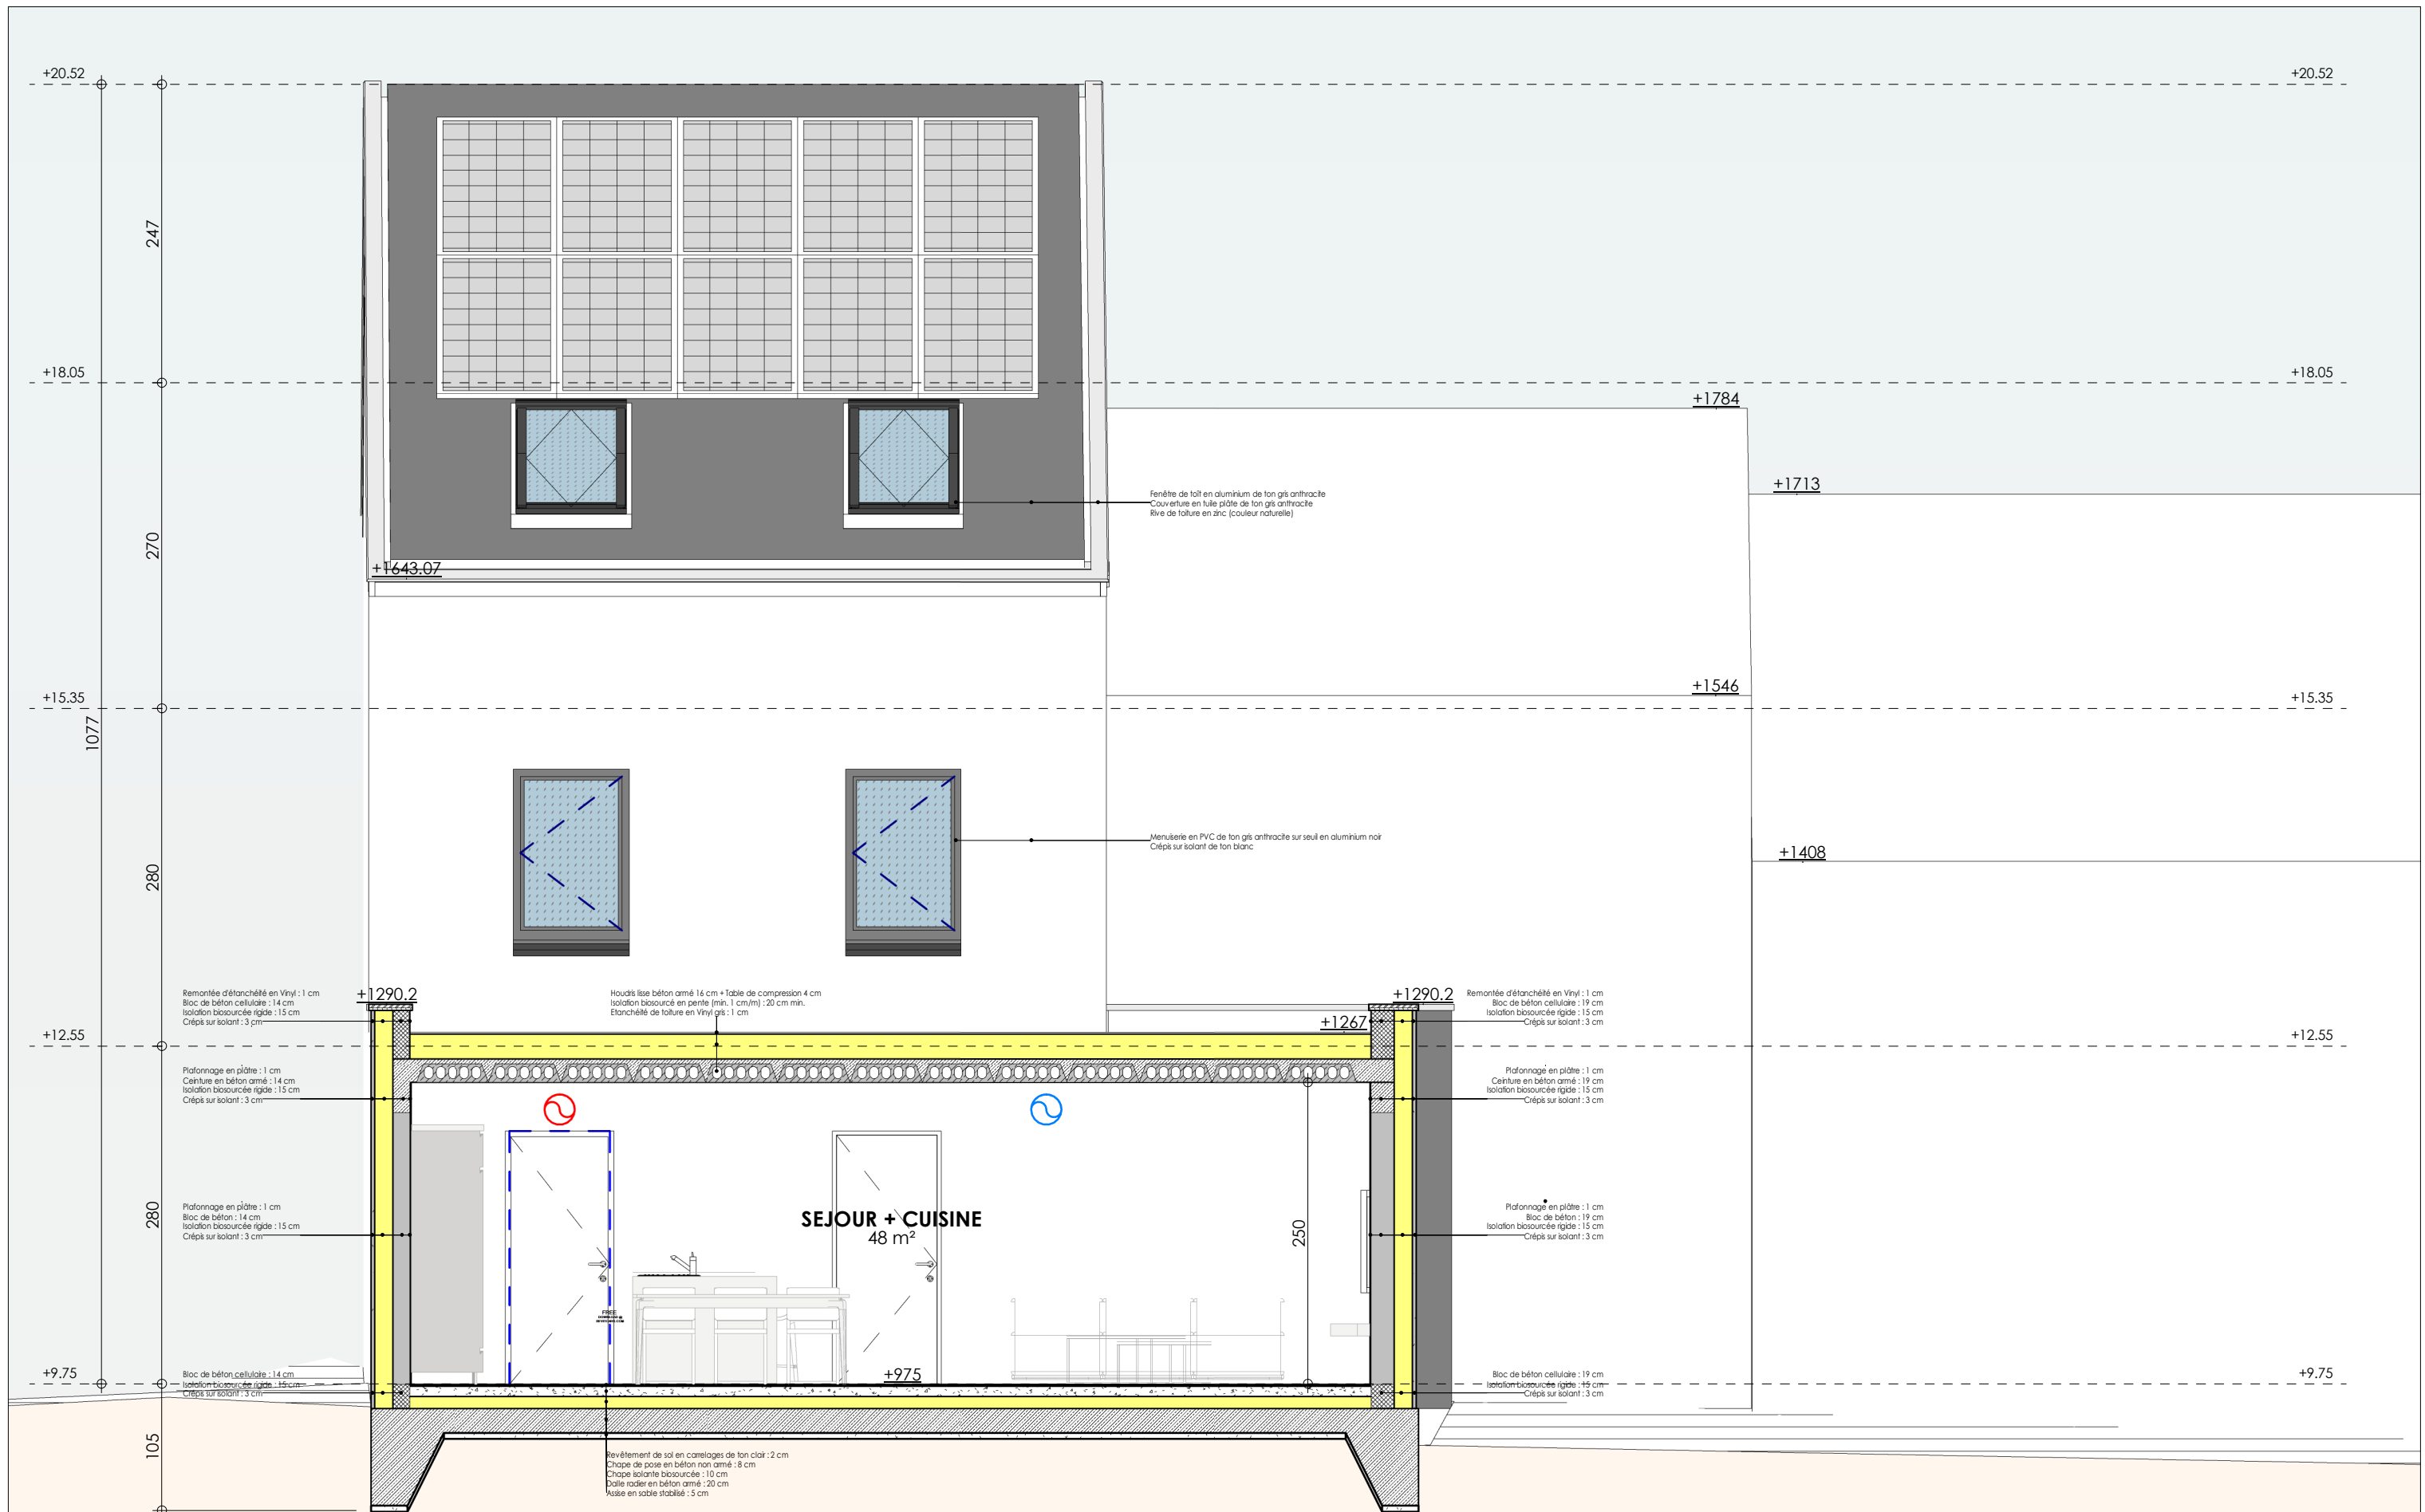 +20.52
+20.52
247
+18.05
+18.05
+1784
+1713
Fenêtre de toît en aluminium de ton gris anthracite
Couverture en tuile plâte de ton gris anthracite
Rive de toiture en zinc (couleur naturelle)
270
+1643.07
+1546
+15.35
+15.35
1077
Menuiserie en PVC de ton gris anthracite sur seuil en aluminium noir
Crépis sur isolant de ton blanc
+1408
280
Remontée d'étanchéité en Vinyl : 1 cm
Bloc de béton cellulaire : 14 cm
Isolation biosourcée rigide : 15 cm
Crépis sur isolant : 3 cm
+1290.2
Hourdis lisse béton armé 16 cm + Table de compression 4 cm
Isolation biosourcé en pente (min. 1 cm/m) : 20 cm min.
Etanchéité de toiture en Vinyl gris : 1 cm
+1290.2
Remontée d'étanchéité en Vinyl : 1 cm
Bloc de béton cellulaire : 19 cm
Isolation biosourcée rigide : 15 cm
Crépis sur isolant : 3 cm
+1267
+12.55
+12.55
Plafonnage en plâtre : 1 cm
Ceinture en béton armé : 14 cm
Isolation biosourcée rigide : 15 cm
Crépis sur isolant : 3 cm
Plafonnage en plâtre : 1 cm
Ceinture en béton armé : 19 cm
Isolation biosourcée rigide : 15 cm
Crépis sur isolant : 3 cm
280
Plafonnage en plâtre : 1 cm
Bloc de béton : 14 cm
Isolation biosourcée rigide : 15 cm
Crépis sur isolant : 3 cm
SEJOUR + CUISINE
48 m²
250
Plafonnage en plâtre : 1 cm
Bloc de béton : 19 cm
Isolation biosourcée rigide : 15 cm
Crépis sur isolant : 3 cm
FREE
+9.75
Bloc de béton cellulaire : 14 cm
Isolation biosourcée rigide : 15 cm
Crépis sur isolant : 3 cm
+975
Bloc de béton cellulaire : 19 cm
Isolation biosourcée rigide : 15 cm
Crépis sur isolant : 3 cm
+9.75
105
Revêtement de sol en carrelages de ton clair : 2 cm
Chape de pose en béton non armé : 8 cm
Chape isolante biosourcée : 10 cm
Dalle radier en béton armé : 20 cm
Assise en sable stabilisé : 5 cm